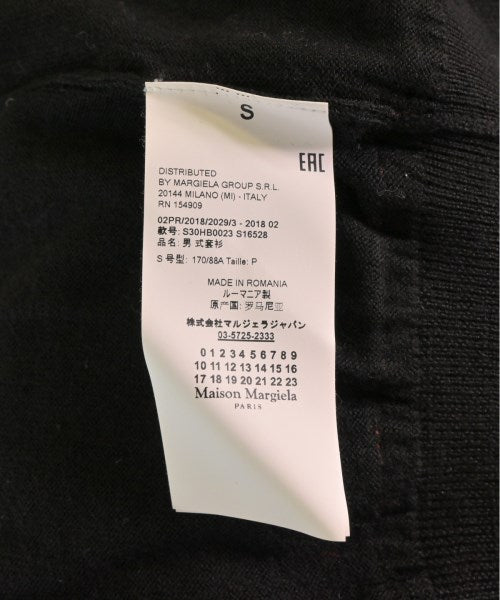 S
EAC
DISTRIBUTED
BY MARGIELA GROUP S.R.L.
20144 MILANO (MI) - ITALY
RN 154909
02PR/2018/2029/3 - 2018 02
款号: S30HB0023 S16528
品名: 男 式套衫
S 号型: 170/88A Taille: P
MADE IN ROMANIA
ルーマニア製
原产国: 罗马尼亚
株式会社マルジェラジャパン
03-5725-2333
0 1 2 3 4 5 6 7 8 9
10 11 12 13 14 15 16
17 18 19 20 21 22 23
Maison Margiela
PARIS